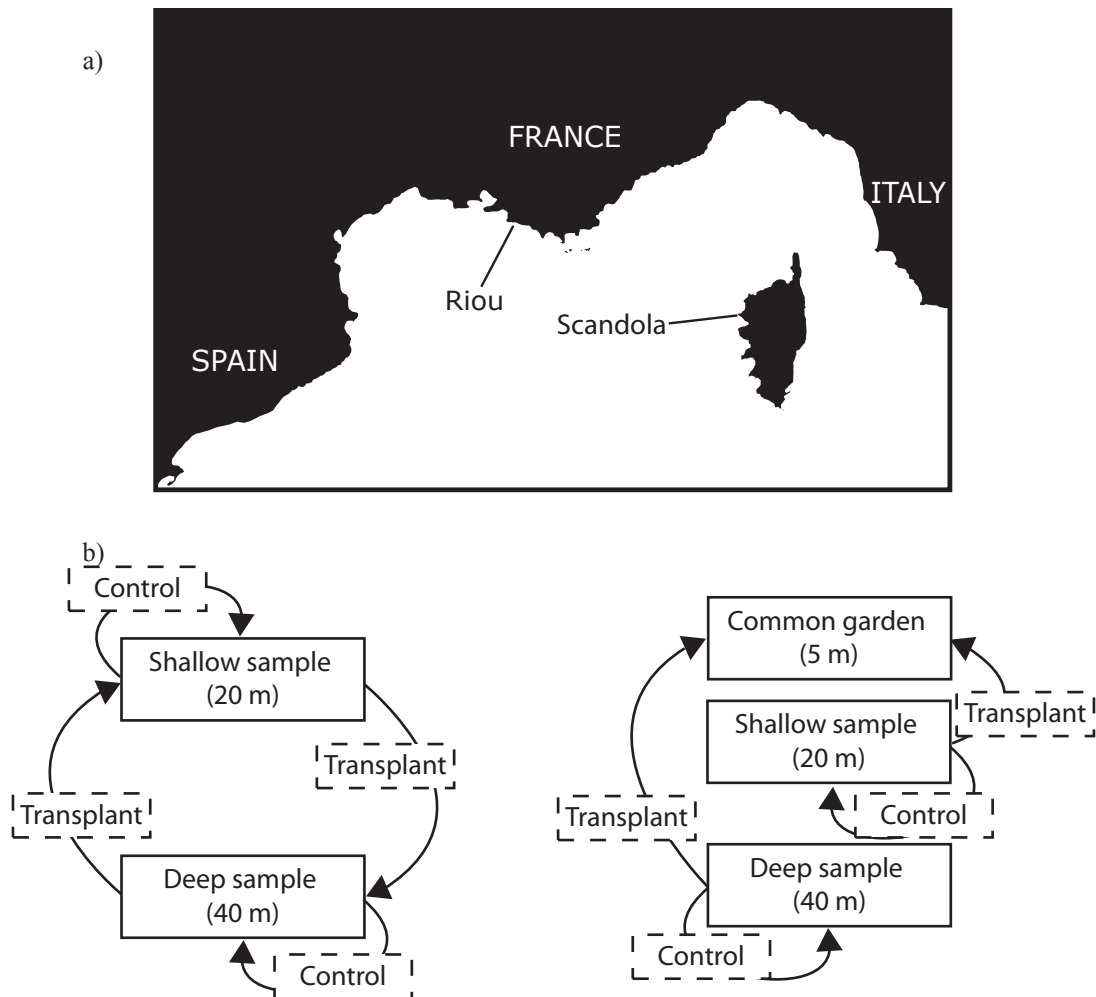 a)
FRANCE
ITALY
Riou
Scandola
SPAIN
b)
Control
Shallow sample
(20 m)
Transplant
Transplant
Deep sample
(40 m)
Control
Common garden
(5 m)
Transplant
Shallow sample
(20 m)
Transplant
Control
Deep sample
(40 m)
Control